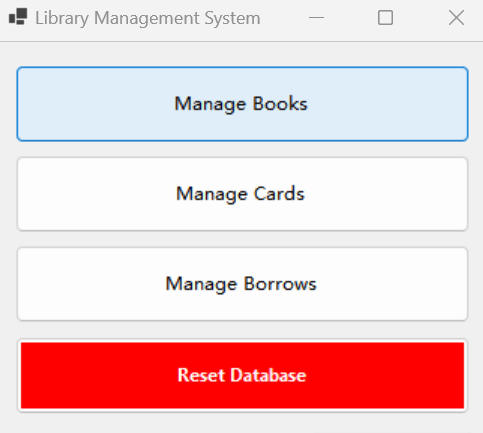 Library Management System
Manage Books
Manage Cards
Manage Borrows
Reset Database